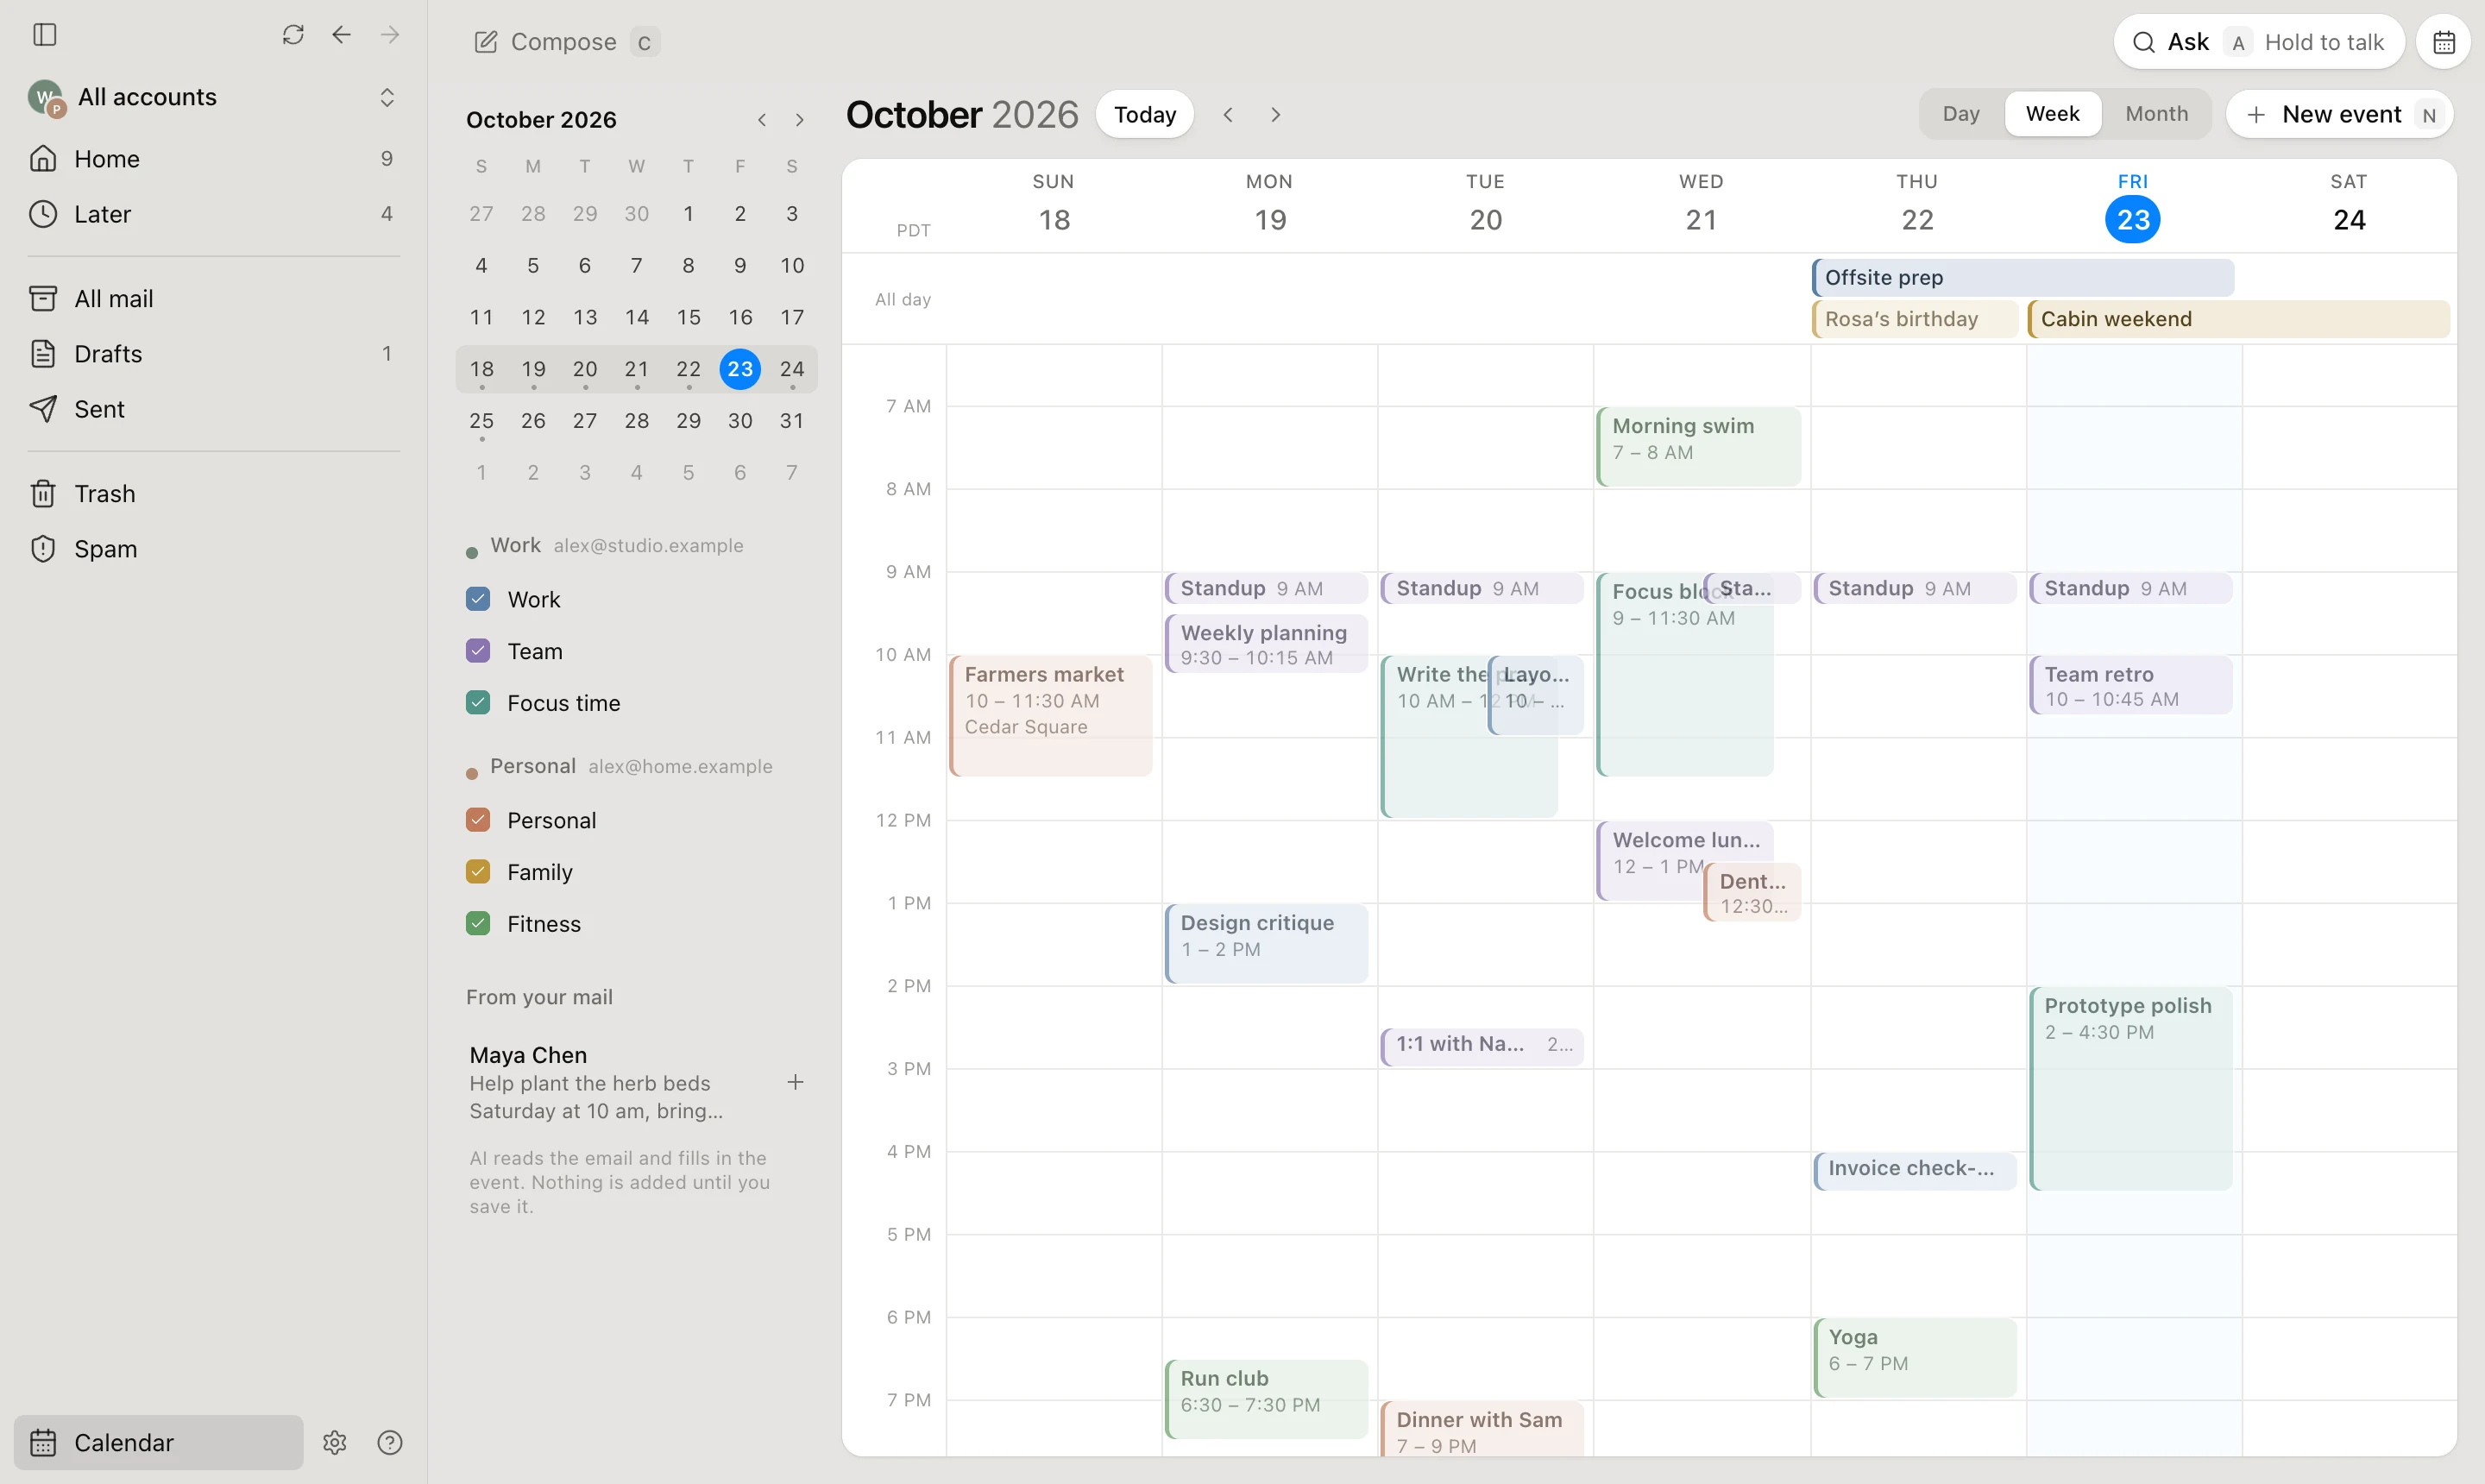 All accounts
W
P
Home 9
Later 4
All mail
Drafts 1
Sent
Trash
Spam
Calendar
Compose C
Ask A Hold to talk
October 2026
S M T W T F S
27 28 29 30 1 2 3
4 5 6 7 8 9 10
11 12 13 14 15 16 17
18 19 20 21 22 23 24
25 26 27 28 29 30 31
1 2 3 4 5 6 7
Work alex@studio.example
Work
Team
Focus time
Personal alex@home.example
Personal
Family
Fitness
From your mail
Maya Chen
Help plant the herb beds
Saturday at 10 am, bring...
AI reads the email and fills in the
event. Nothing is added until you
save it.
October 2026 Today
Day Week Month
New event N
PDT
SUN 18
MON 19
TUE 20
WED 21
THU 22
FRI 23
SAT 24
All day
Offsite prep
Rosa's birthday
Cabin weekend
7 AM
8 AM
9 AM
10 AM
11 AM
12 PM
1 PM
2 PM
3 PM
4 PM
5 PM
6 PM
7 PM
Farmers market
10 – 11:30 AM
Cedar Square
Standup 9 AM
Weekly planning
9:30 – 10:15 AM
Design critique
1 – 2 PM
Run club
6:30 – 7:30 PM
Standup 9 AM
Write the
10 AM – 12 PM
Layo...
10 – ...
1:1 with Na... 2...
Dinner with Sam
7 – 9 PM
Morning swim
7 – 8 AM
Focus block
9 – 11:30 AM
Sta...
Welcome lun...
12 – 1 PM
Dent...
12:30...
Standup 9 AM
Invoice check-...
Yoga
6 – 7 PM
Standup 9 AM
Team retro
10 – 10:45 AM
Prototype polish
2 – 4:30 PM